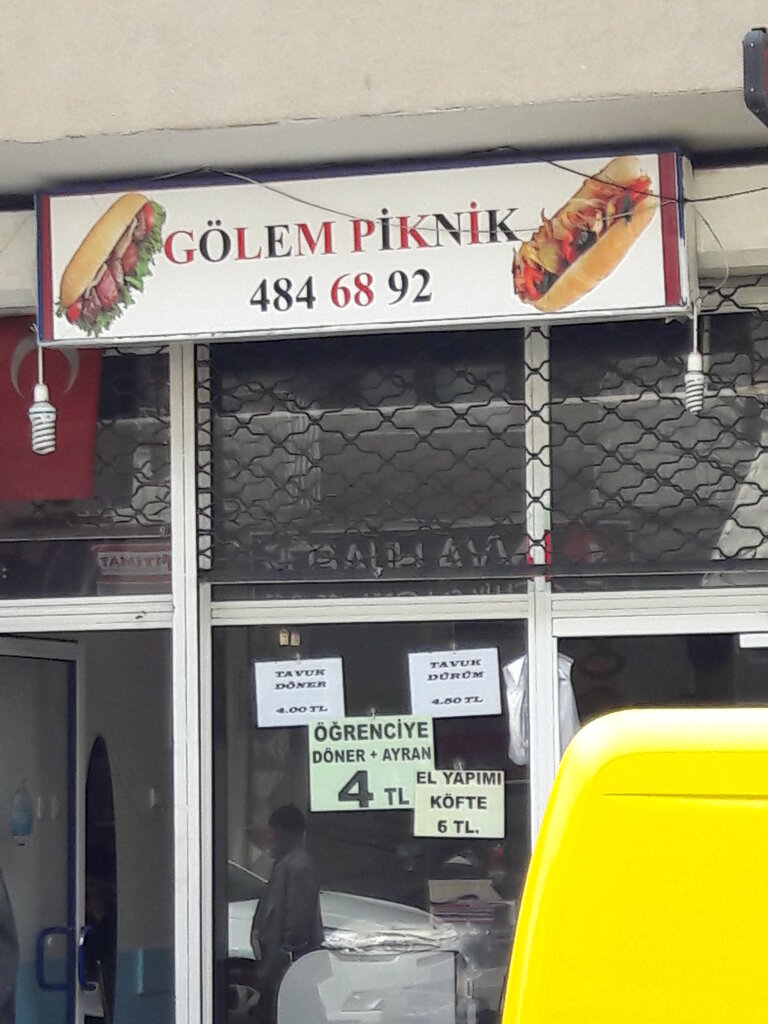 GÖLEM PİKNİK
484 68 92
TAVUK
DÖNER
4.00 TL
TAVUK
DÜRÜM
4.50 TL
ÖĞRENCİYE
DÖNER + AYRAN
4 TL
EL YAPIMI
KÖFTE
6 TL.